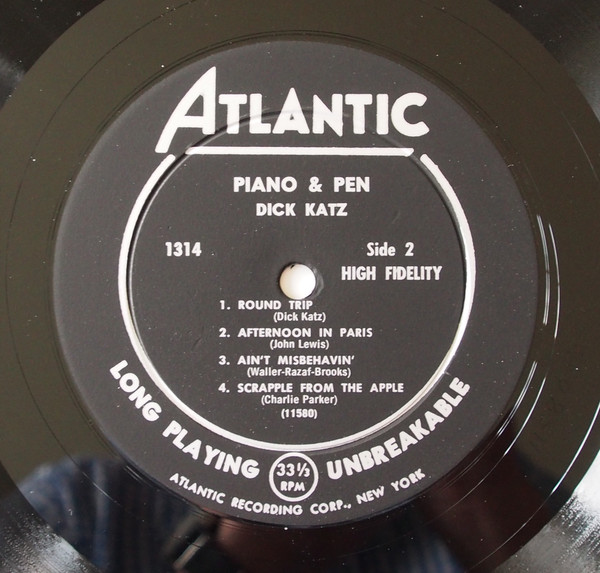 ATLANTIC
PIANO & PEN
DICK KATZ
1314
Side 2
HIGH FIDELITY
1. ROUND TRIP
(Dick Katz)
2. AFTERNOON IN PARIS
(John Lewis)
3. AIN'T MISBEHAVIN'
(Waller-Razaf-Brooks)
4. SCRAPPLE FROM THE APPLE
(Charlie Parker)
(11580)
LONG PLAYING 33⅓ RPM UNBREAKABLE
ATLANTIC RECORDING CORP., NEW YORK